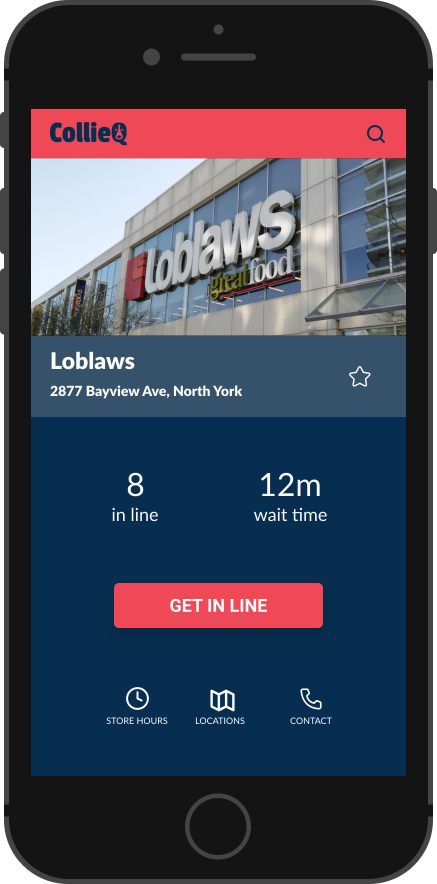 CollieQ
Loblaws
great food
Loblaws
2877 Bayview Ave, North York
8
in line
12m
wait time
GET IN LINE
STORE HOURS
LOCATIONS
CONTACT